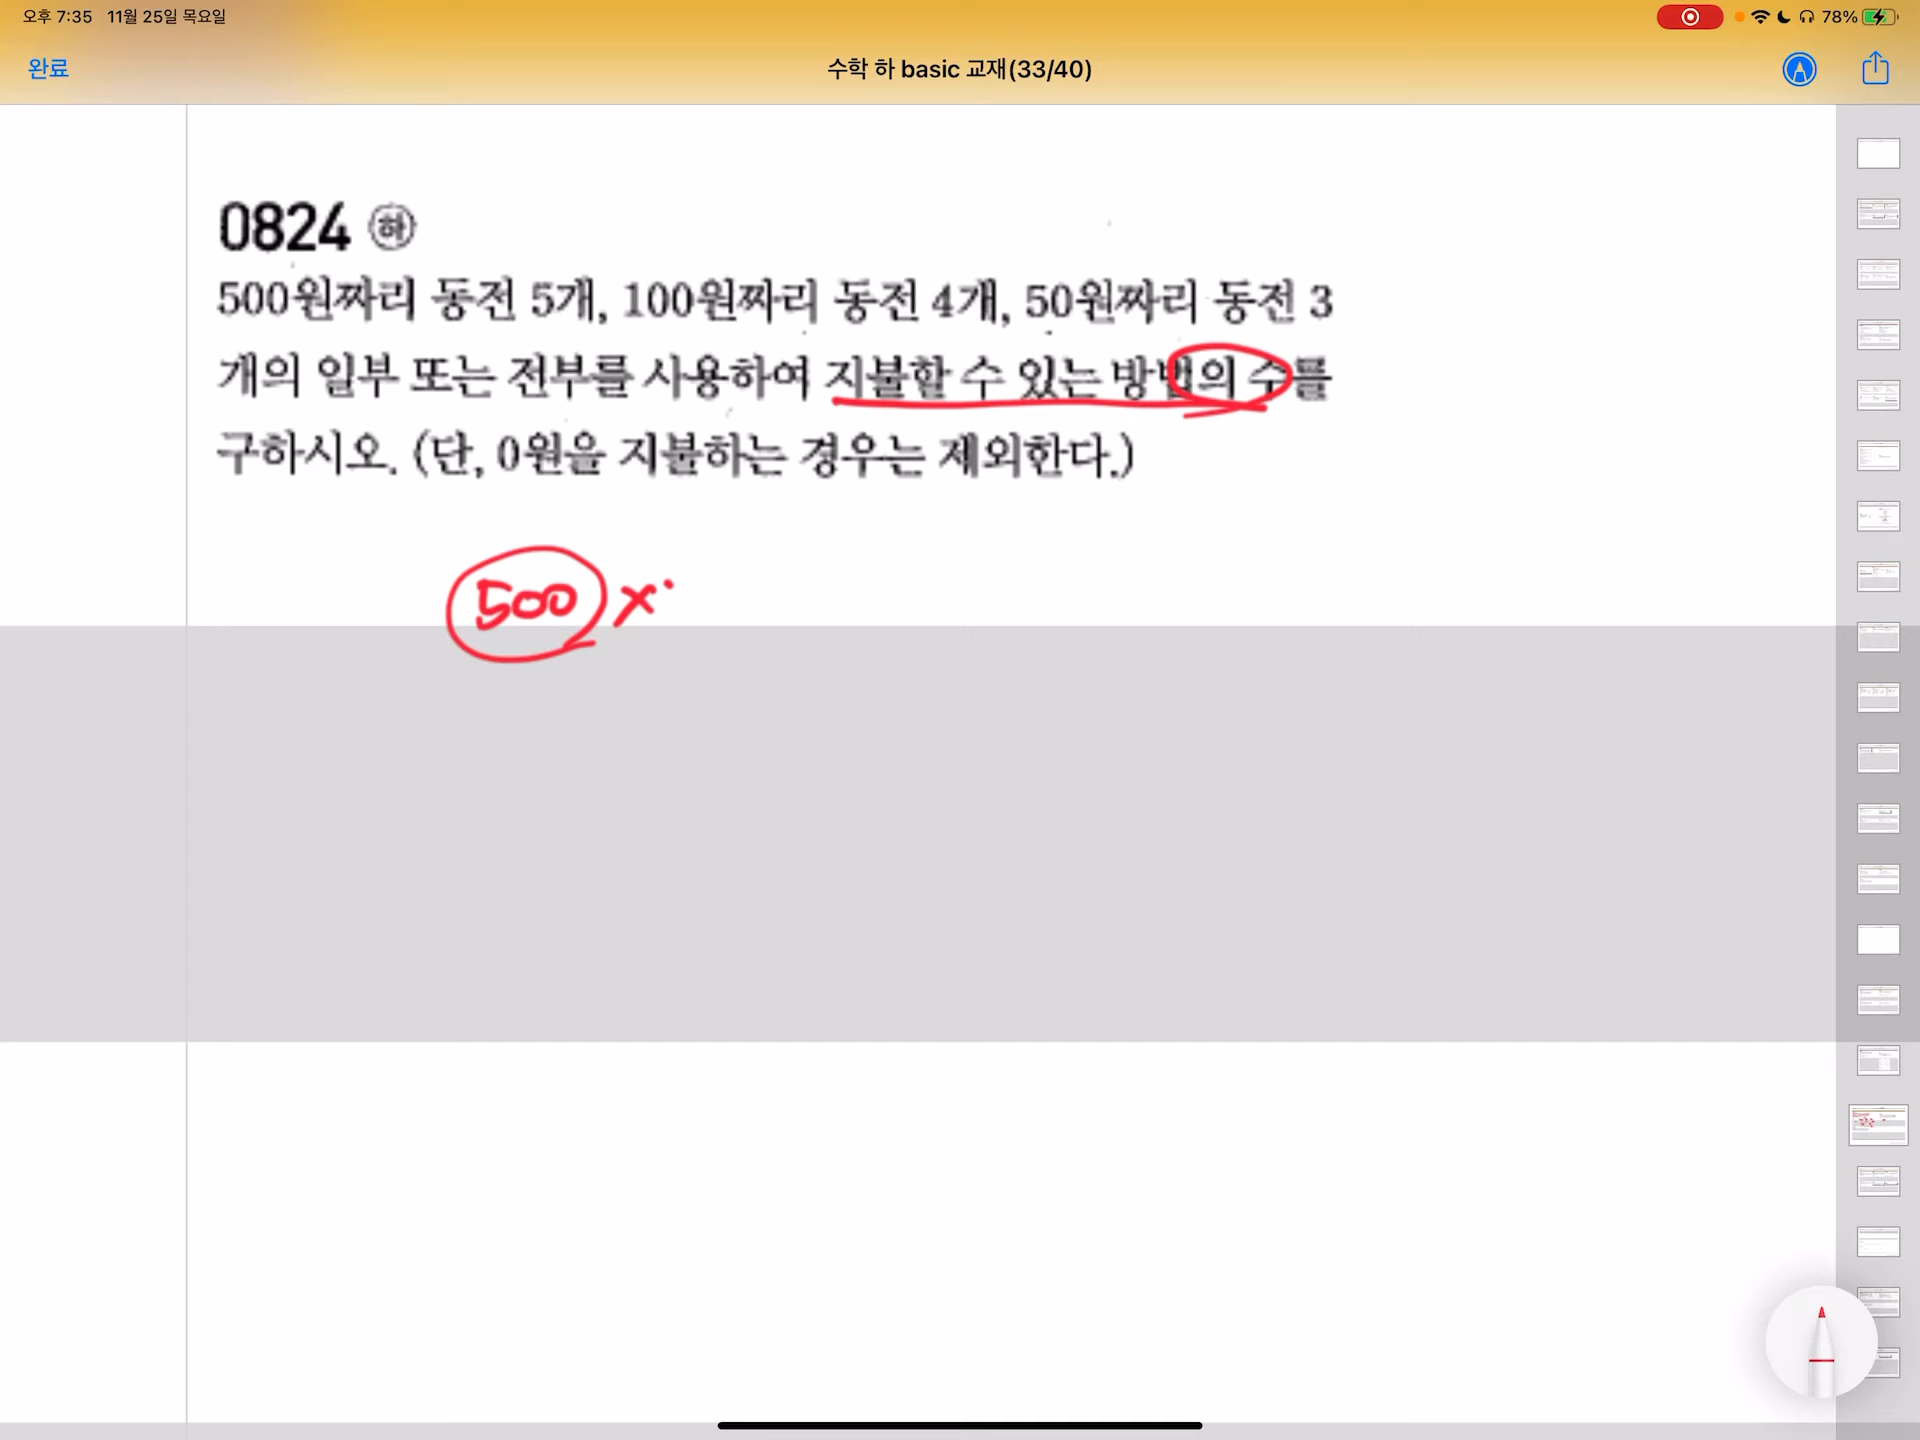 오후 7:35 11월 25일 목요일
78%
완료
수학 하 basic 교재(33/40)
0824 하
500원짜리 동전 5개, 100원짜리 동전 4개, 50원짜리 동전 3
개의 일부 또는 전부를 사용하여 지불할 수 있는 방법의 수를
구하시오. (단, 0원을 지불하는 경우는 제외한다.)
500 x